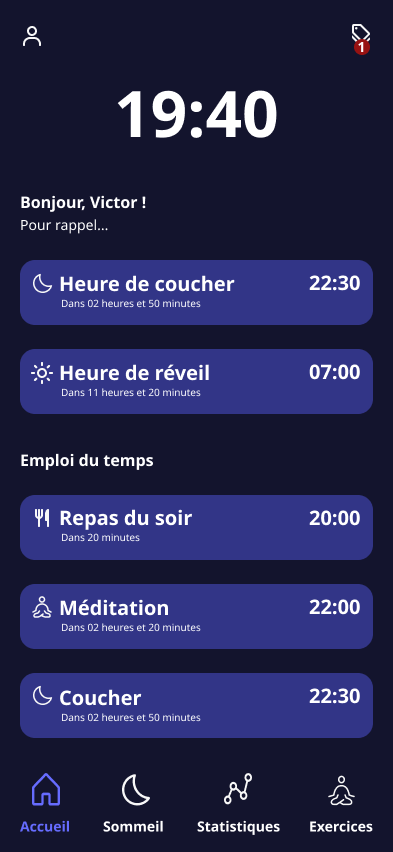 1
19:40
Bonjour, Victor !
Pour rappel...
Heure de coucher 22:30
Dans 02 heures et 50 minutes
Heure de réveil 07:00
Dans 11 heures et 20 minutes
Emploi du temps
Repas du soir 20:00
Dans 20 minutes
Méditation 22:00
Dans 02 heures et 20 minutes
Coucher 22:30
Dans 02 heures et 50 minutes
Accueil Sommeil Statistiques Exercices